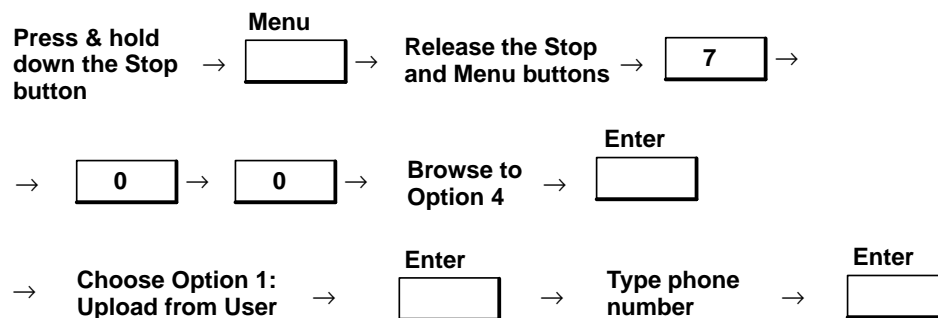 Menu
Press & hold
down the Stop
button
→
→
Release the Stop
and Menu buttons
→
7
→
Enter
→
0
→
0
→
Browse to
Option 4
→
Enter
Enter
→
Choose Option 1:
Upload from User
→
→
Type phone
number
→